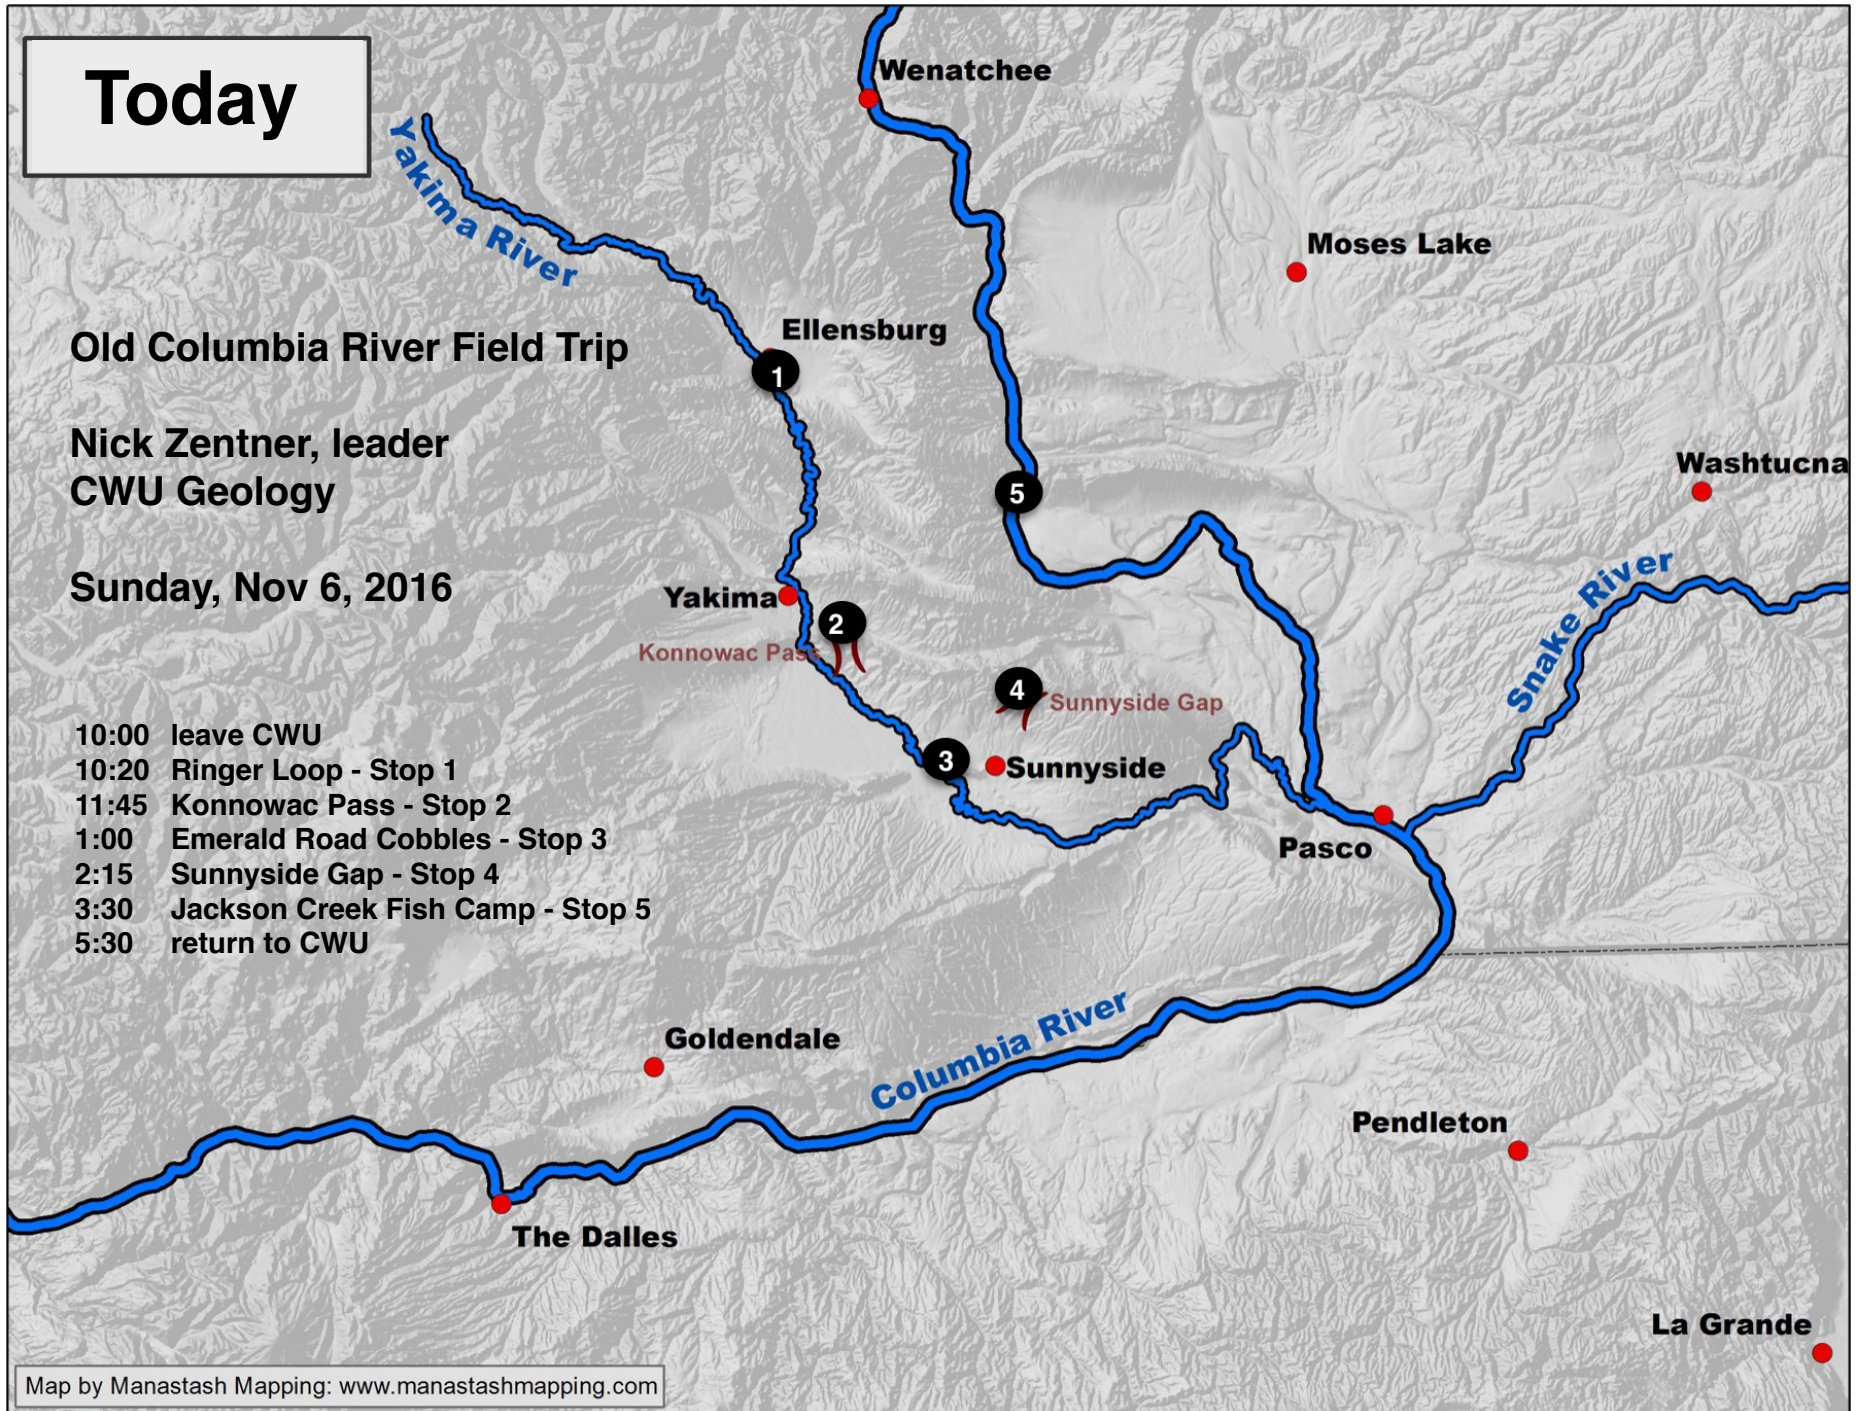 Today
Wenatchee
Yakima River
Moses Lake
Ellensburg
Old Columbia River Field Trip
1
Nick Zentner, leader
CWU Geology
Washtucna
5
Sunday, Nov 6, 2016
Yakima
Snake River
2
Konnowac Pass
4
Sunnyside Gap
3
Sunnyside
10:00 leave CWU
10:20 Ringer Loop - Stop 1
11:45 Konnowac Pass - Stop 2
1:00 Emerald Road Cobbles - Stop 3
2:15 Sunnyside Gap - Stop 4
3:30 Jackson Creek Fish Camp - Stop 5
5:30 return to CWU
Pasco
Goldendale
Columbia River
Pendleton
The Dalles
La Grande
Map by Manastash Mapping: www.manastashmapping.com